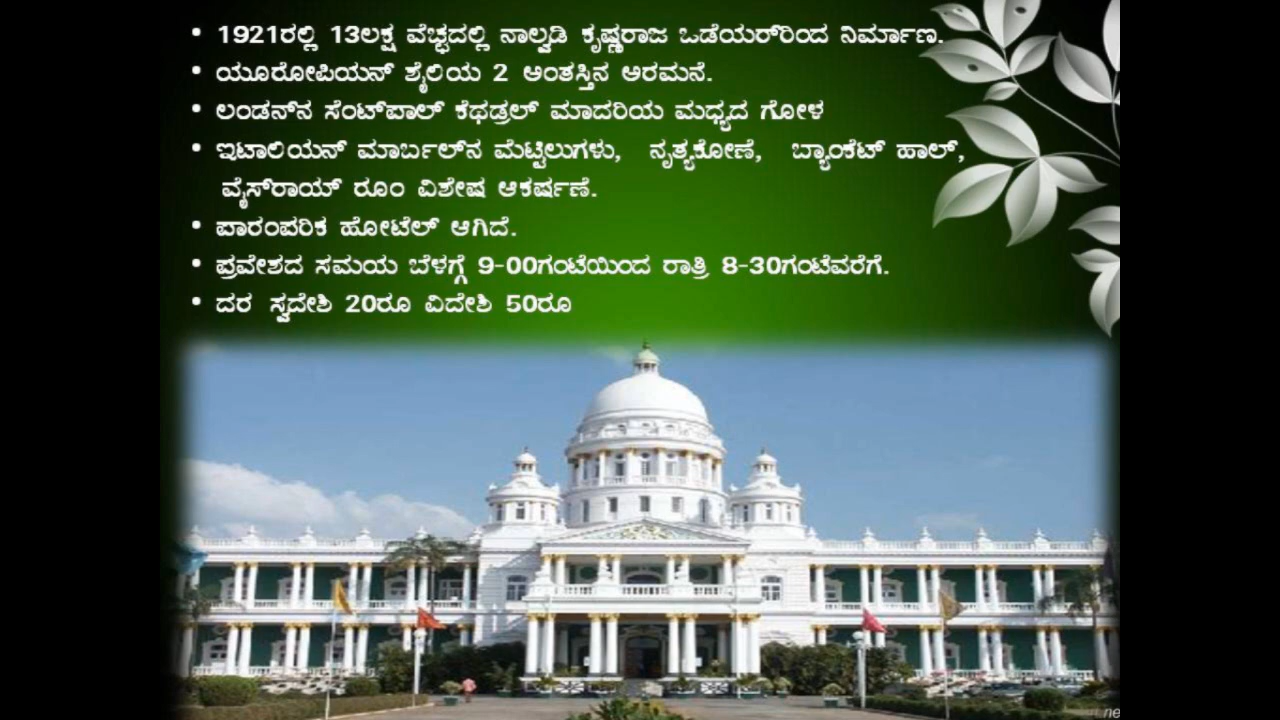 • 1921ರಲ್ಲಿ 13ಲಕ್ಷ ವೆಚ್ಚದಲ್ಲಿ ನಾಲ್ವಡಿ ಕೃಷ್ಣರಾಜ ಒಡೆಯರ್‌ರಿಂದ ನಿರ್ಮಾಣ.
• ಯೂರೋಪಿಯನ್ ಶೈಲಿಯ 2 ಅಂತಸ್ತಿನ ಅರಮನೆ.
• ಲಂಡನ್‌ನ ಸೆಂಟ್‌ಪಾಲ್ ಕೆಥಡ್ರಲ್ ಮಾದರಿಯ ಮಧ್ಯದ ಗೋಳ
• ಇಟಾಲಿಯನ್ ಮಾರ್ಬಲ್‌ನ ಮೆಟ್ಟಿಲುಗಳು, ನೃತ್ಯಕೋಣೆ, ಬ್ಯಾಂಕೆಟ್ ಹಾಲ್,
ವೈಸ್‌ರಾಯ್ ರೂಂ ವಿಶೇಷ ಆಕರ್ಷಣೆ.
• ಪಾರಂಪರಿಕ ಹೋಟೆಲ್ ಆಗಿದೆ.
• ಪ್ರವೇಶದ ಸಮಯ ಬೆಳಗ್ಗೆ 9-00ಗಂಟೆಯಿಂದ ರಾತ್ರಿ 8-30ಗಂಟೆವರೆಗೆ.
• ದರ ಸ್ವದೇಶಿ 20ರೂ ವಿದೇಶಿ 50ರೂ